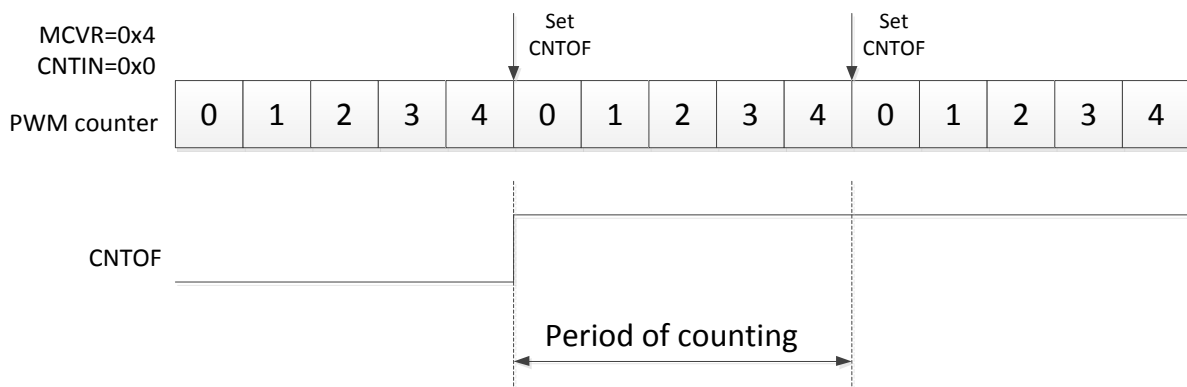 MCVR=0x4
CNTIN=0x0
Set
CNTOF
Set
CNTOF
PWM counter
0 1 2 3 4 0 1 2 3 4 0 1 2 3 4
CNTOF
Period of counting